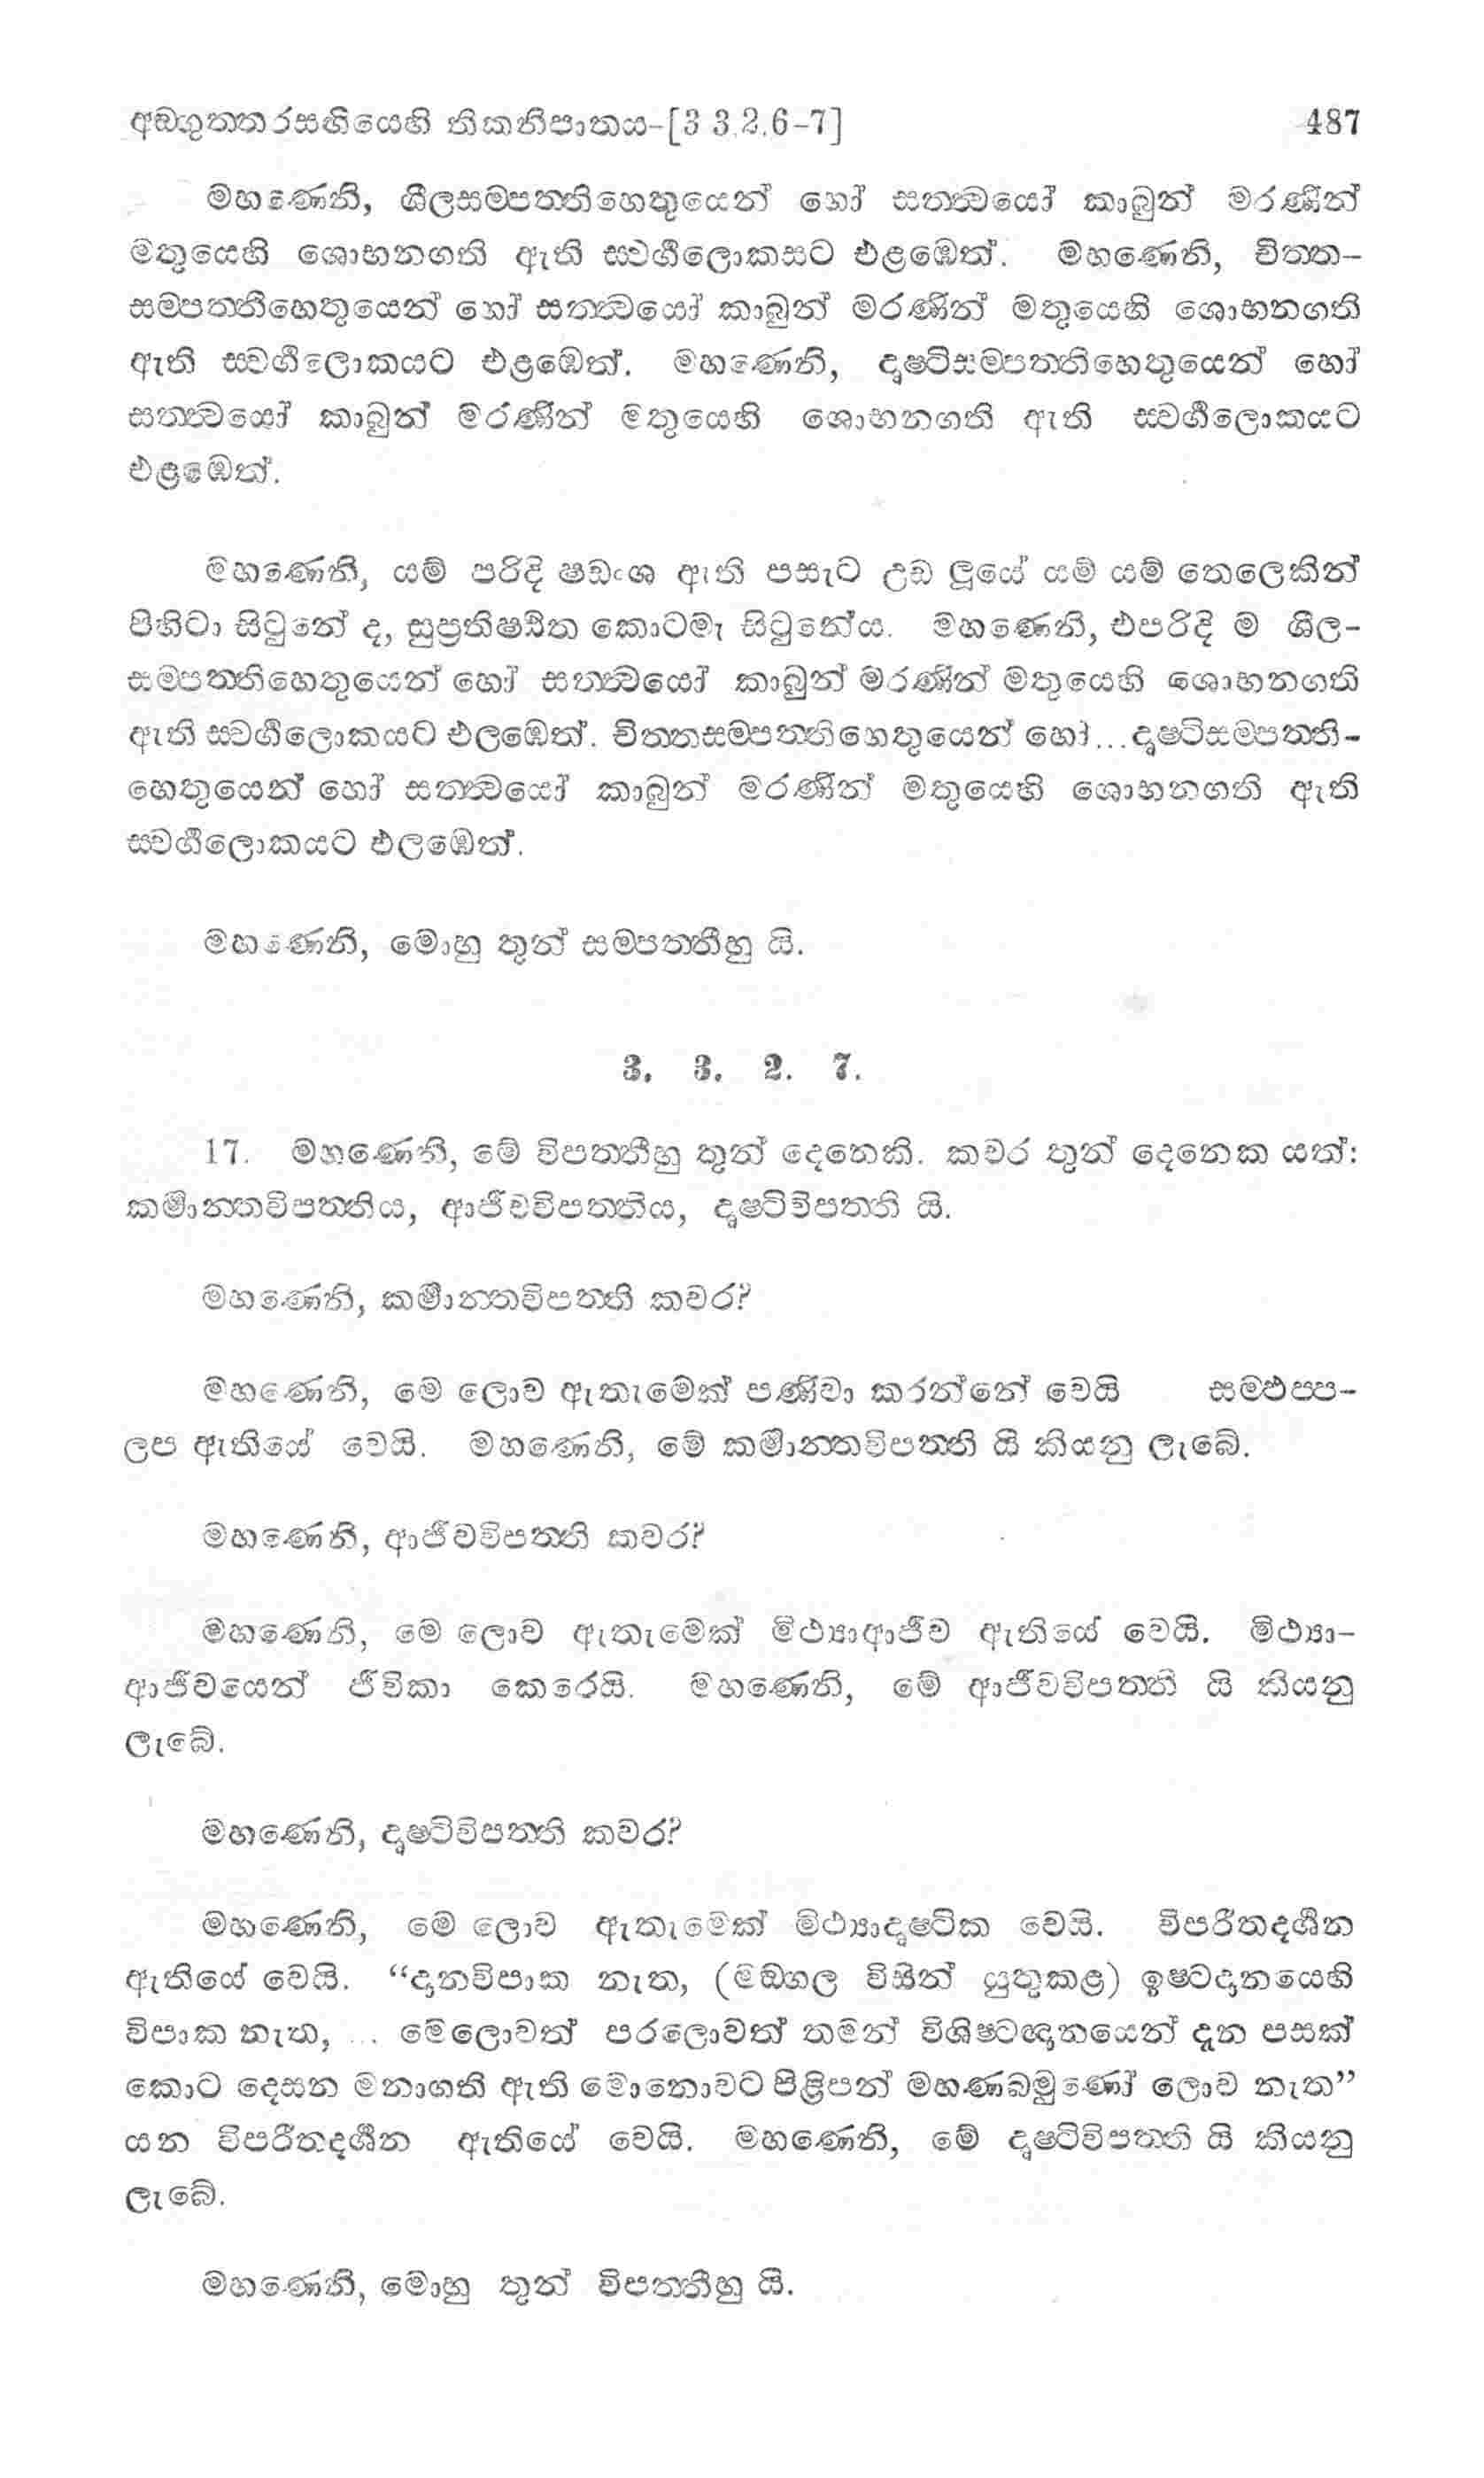 අඞගුත්තරසඟියෙහි තිකනිපාතය-[3 3.2.6-7] 487
මහණෙනි, ශීලසම්පත්තිහෙතුයෙන් හෝ සත්ත්වයෝ කාබුන් මරණින්
මතුයෙහි ශොභනගති ඇති ස්වර්ගලොකසට එළඹෙත්. මහණෙනි, චිත්ත-
සම්පත්තිහෙතුයෙන් හෝ සත්ත්වයෝ කාබුන් මරණින් මතුයෙහි ශොභනගති
ඇති ස්වර්ගලොකයට එළඹෙත්. මහණෙනි, දෘෂ්ටිසම්පත්තිහෙතුයෙන් හෝ
සත්ත්වයෝ කාබුන් මරණින් මතුයෙහි ශොභනගති ඇති ස්වර්ගලොකයට
එළඹෙත්.
මහණෙනි, යම් පරිදි ෂඩංශ ඇති පසැට උඩ ලූයේ යම් යම් තෙලෙකින්
පිහිටා සිටුනේ ද, සුප්‍රතිෂ්ඨිත කොටමැ සිටුනේය. මහණෙනි, එපරිදි ම ශීල-
සම්පත්තිහෙතුයෙන් හෝ සත්ත්වයෝ කාබුන් මරණින් මතුයෙහි ශොභනගති
ඇති ස්වර්ගලොකයට එලඹෙත්. චිත්තසම්පත්තිහෙතුයෙන් හෝ...දෘෂ්ටිසම්පත්ති-
හෙතුයෙන් හෝ සත්ත්වයෝ කාබුන් මරණින් මතුයෙහි ශොභනගති ඇති
ස්වර්ගලොකයට එලඹෙත්.
මහණෙනි, මොහු තුන් සම්පත්තීහු යි.
3. 3. 2. 7.
17. මහණෙනි, මේ විපත්තීහු තුන් දෙනෙකි. කවර තුන් දෙනෙක යත්:
කර්මාන්තවිපත්තිය, ආජීවවිපත්තිය, දෘෂ්ටිවිපත්ති යි.
මහණෙනි, කර්මාන්තවිපත්ති කවර?
මහණෙනි, මෙ ලොව ඇතැමෙක් පණිවා කරන්නේ වෙයි සම්ඵප්ප-
ලප ඇතියේ වෙයි. මහණෙනි, මේ කර්මාන්තවිපත්ති යි කියනු ලැබේ.
මහණෙනි, ආජීවවිපත්ති කවර?
මහණෙනි, මෙ ලොව ඇතැමෙක් මිථ්‍යාආජීව ඇතියේ වෙයි. මිථ්‍යා-
ආජීවයෙන් ජීවිකා කෙරෙයි. මහණෙනි, මේ ආජීවවිපත්ති යි කියනු
ලැබේ.
මහණෙනි, දෘෂ්ටිවිපත්ති කවර?
මහණෙනි, මෙ ලොව ඇතැමෙක් මිථ්‍යාදෘෂ්ටික වෙයි. විපරීතදර්ශන
ඇතියේ වෙයි. “දානවිපාක නැත, (මඞ්ගල විසින් යුතුකළ) ඉෂ්ටදානයෙහි
විපාක නැත, ... මෙලොවත් පරලොවත් තමන් විශිෂ්ටඥානයෙන් දැන පසක්
කොට දෙසන මනාගති ඇති මොනොවට පිළිපන් මහණබමුණෝ ලොව නැත”
යන විපරීතදර්ශන ඇතියේ වෙයි. මහණෙනි, මේ දෘෂ්ටිවිපත්ති යි කියනු
ලැබේ.
මහණෙනි, මොහු තුන් විපත්තීහු යි.